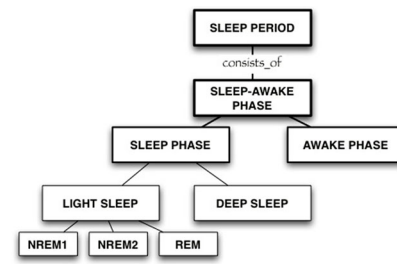 SLEEP PERIOD
consists_of
SLEEP-AWAKE
PHASE
SLEEP PHASE
AWAKE PHASE
LIGHT SLEEP
DEEP SLEEP
NREM1
NREM2
REM